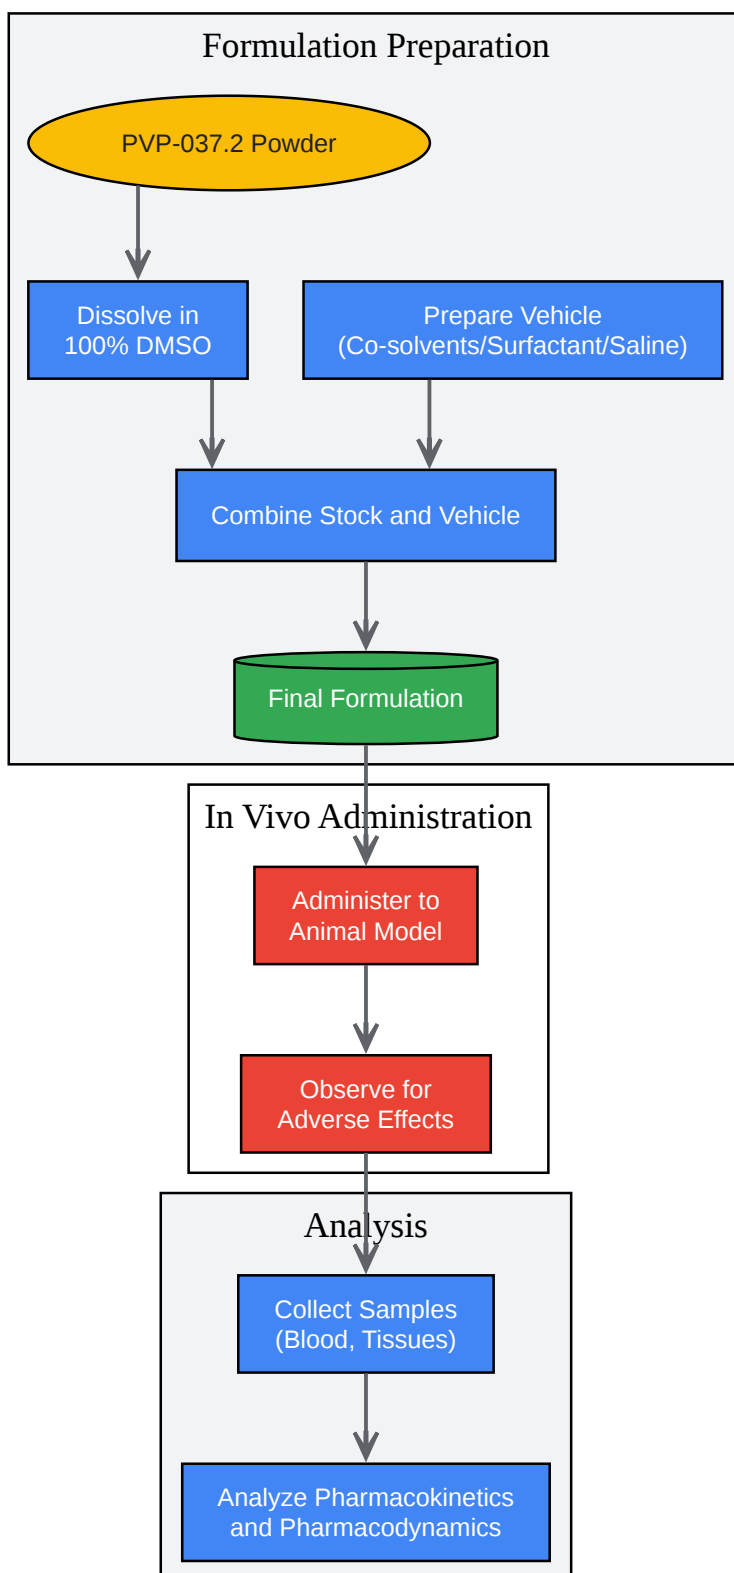 Formulation Preparation
PVP-037.2 Powder
Dissolve in
100% DMSO
Prepare Vehicle
(Co-solvents/Surfactant/Saline)
Combine Stock and Vehicle
Final Formulation
In Vivo Administration
Administer to
Animal Model
Observe for
Adverse Effects
Analysis
Collect Samples
(Blood, Tissues)
Analyze Pharmacokinetics
and Pharmacodynamics